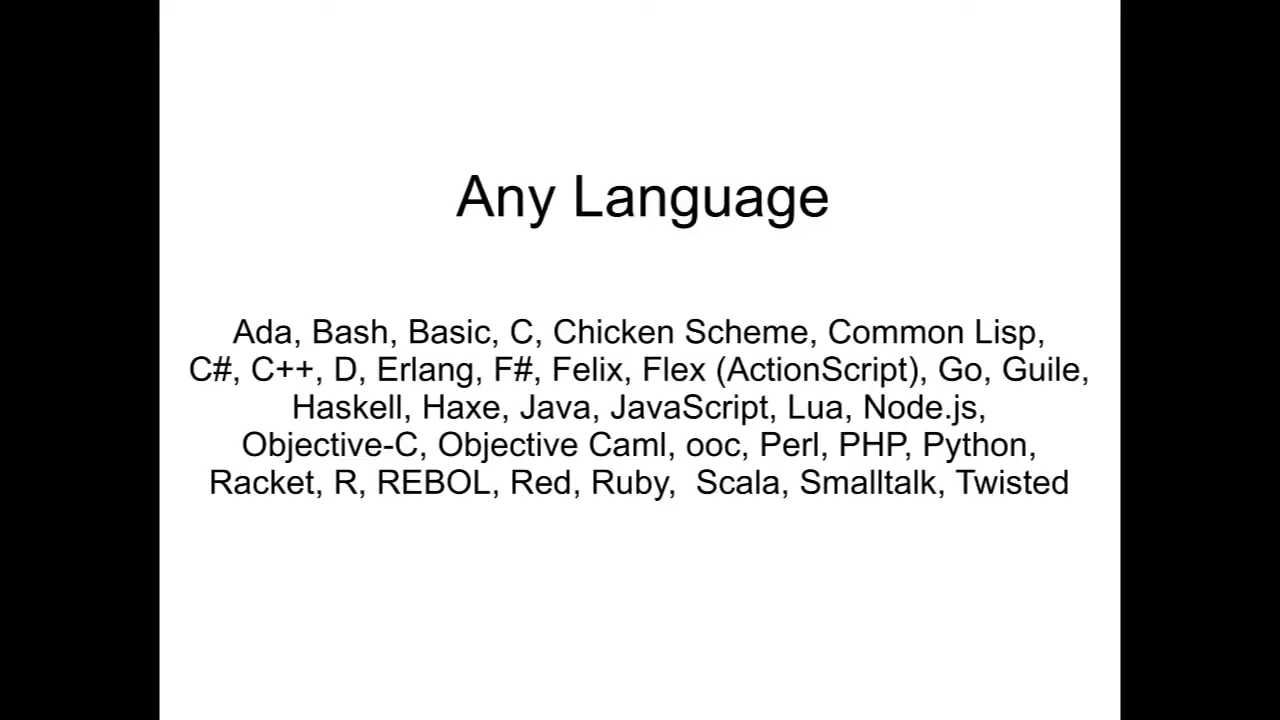 Any Language
Ada, Bash, Basic, C, Chicken Scheme, Common Lisp,
C#, C++, D, Erlang, F#, Felix, Flex (ActionScript), Go, Guile,
Haskell, Haxe, Java, JavaScript, Lua, Node.js,
Objective-C, Objective Caml, ooc, Perl, PHP, Python,
Racket, R, REBOL, Red, Ruby,  Scala, Smalltalk, Twisted